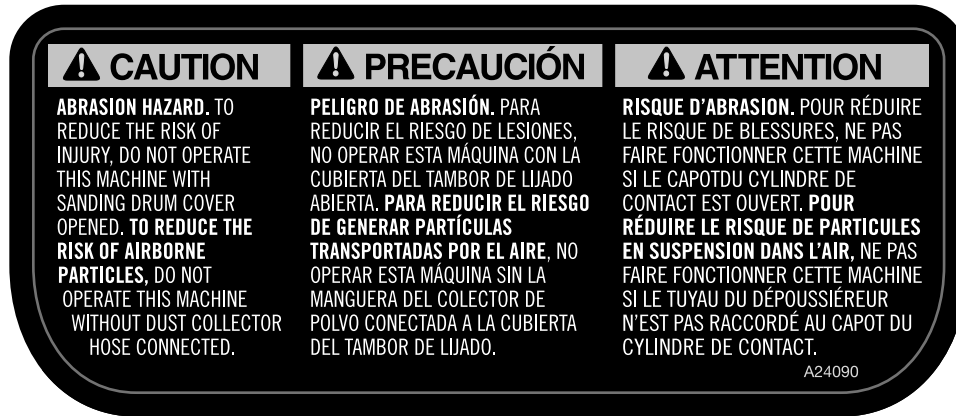 CAUTION
ABRASION HAZARD. TO
REDUCE THE RISK OF
INJURY, DO NOT OPERATE
THIS MACHINE WITH
SANDING DRUM COVER
OPENED. TO REDUCE THE
RISK OF AIRBORNE
PARTICLES, DO NOT
OPERATE THIS MACHINE
WITHOUT DUST COLLECTOR
HOSE CONNECTED.
PRECAUCIÓN
PELIGRO DE ABRASIÓN. PARA
REDUCIR EL RIESGO DE LESIONES,
NO OPERAR ESTA MÁQUINA CON LA
CUBIERTA DEL TAMBOR DE LIJADO
ABIERTA. PARA REDUCIR EL RIESGO
DE GENERAR PARTÍCULAS
TRANSPORTADAS POR EL AIRE, NO
OPERAR ESTA MÁQUINA SIN LA
MANGUERA DEL COLECTOR DE
POLVO CONECTADA A LA CUBIERTA
DEL TAMBOR DE LIJADO.
ATTENTION
RISQUE D'ABRASION. POUR RÉDUIRE
LE RISQUE DE BLESSURES, NE PAS
FAIRE FONCTIONNER CETTE MACHINE
SI LE CAPOTDU CYLINDRE DE
CONTACT EST OUVERT. POUR
RÉDUIRE LE RISQUE DE PARTICULES
EN SUSPENSION DANS L'AIR, NE PAS
FAIRE FONCTIONNER CETTE MACHINE
SI LE TUYAU DU DÉPOUSSIÉREUR
N'EST PAS RACCORDÉ AU CAPOT DU
CYLINDRE DE CONTACT.
A24090